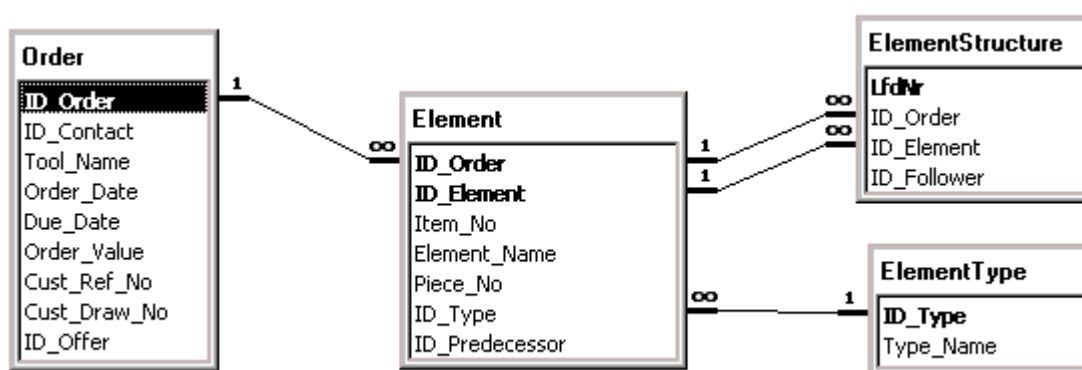 Order
ID_Order
ID_Contact
Tool_Name
Order_Date
Due_Date
Order_Value
Cust_Ref_No
Cust_Draw_No
ID_Offer
1
∞
Element
ID_Order
ID_Element
Item_No
Element_Name
Piece_No
ID_Type
ID_Predecessor
1
∞
1
∞
ElementStructure
LfdNr
ID_Order
ID_Element
ID_Follower
∞
1
ElementType
ID_Type
Type_Name